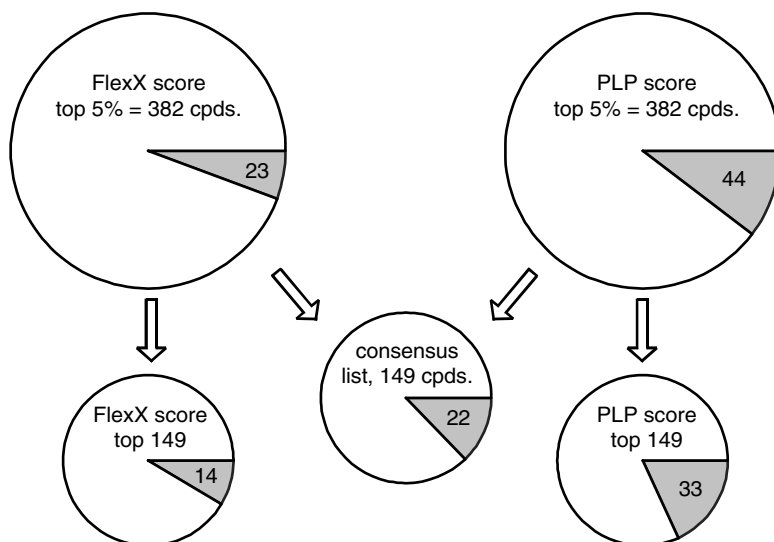 FlexX score
top 5% = 382 cpds.
23
PLP score
top 5% = 382 cpds.
44
consensus
list, 149 cpds.
22
FlexX score
top 149
14
PLP score
top 149
33